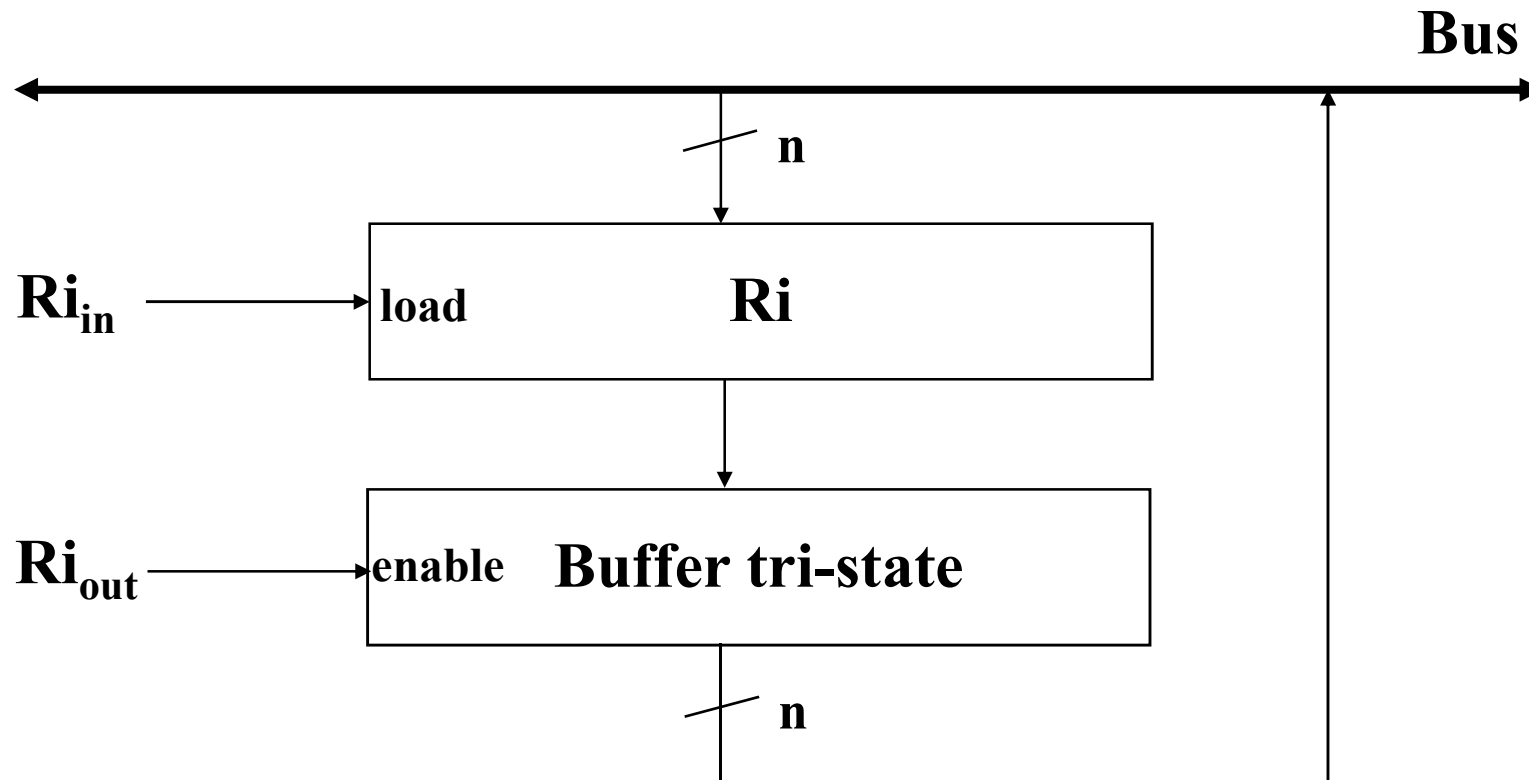 Bus
n
Ri_in
load
Ri
Ri_out
enable
Buffer tri-state
n